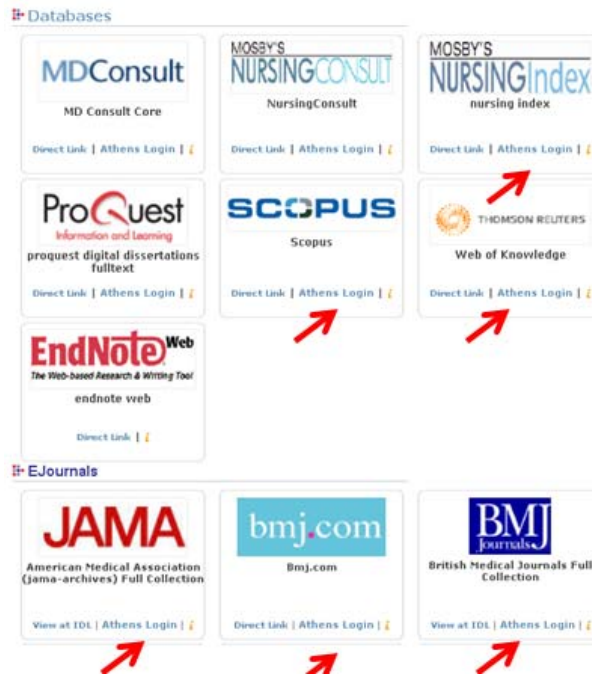 Databases
MDConsult
MD Consult Core
Direct Link | Athens Login | i
MOSBY'S
NURSINGCONSULT
NursingConsult
Direct Link | Athens Login | i
MOSBY'S
NURSINGIndex
nursing index
Direct Link | Athens Login | i
ProQuest
Information and Learning
proquest digital dissertations
fulltext
Direct Link | Athens Login | i
SCOPUS
Scopus
Direct Link | Athens Login | i
THOMSON REUTERS
Web of Knowledge
Direct Link | Athens Login | i
EndNote Web
The Web-based Research & Writing Tool
endnote web
Direct Link | i
EJournals
JAMA
American Medical Association
(jama-archives) Full Collection
View at IDL | Athens Login | i
bmj.com
Bmj.com
Direct Link | Athens Login | i
BMJ
Journals
British Medical Journals Full
Collection
View at IDL | Athens Login | i